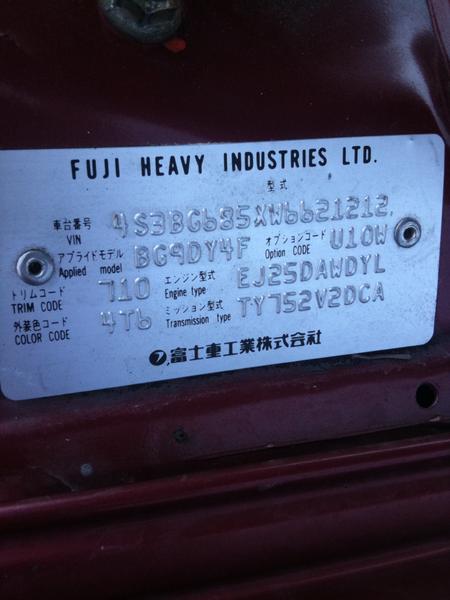 FUJI HEAVY INDUSTRIES LTD.
型式
車台番号 VIN 4S3BG685XW6621212
アプライドモデル Applied model BG9DY4F オプションコード Option CODE U10W
トリムコード TRIM CODE 710 エンジン型式 Engine type EJ25DAWDYL
外装色コード COLOR CODE 4T6 ミッション型式 Transmission type TY752V2DCA
富士重工業株式会社